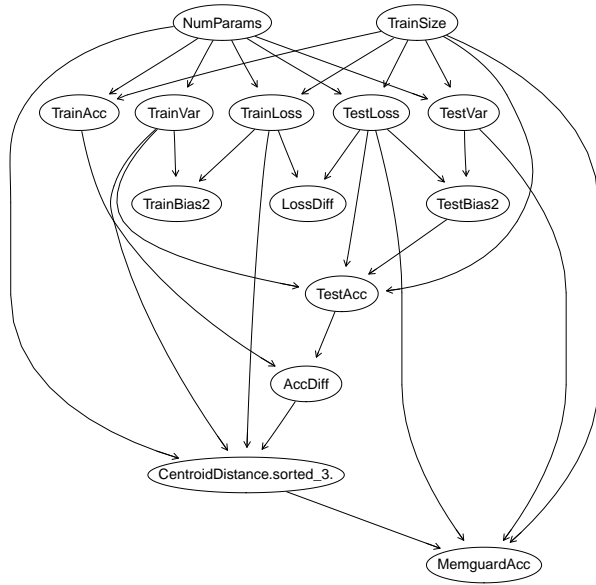 NumParams TrainSize
TrainAcc TrainVar TrainLoss TestLoss TestVar
TrainBias2 LossDiff TestBias2
TestAcc
AccDiff
CentroidDistance.sorted_3.
MemguardAcc